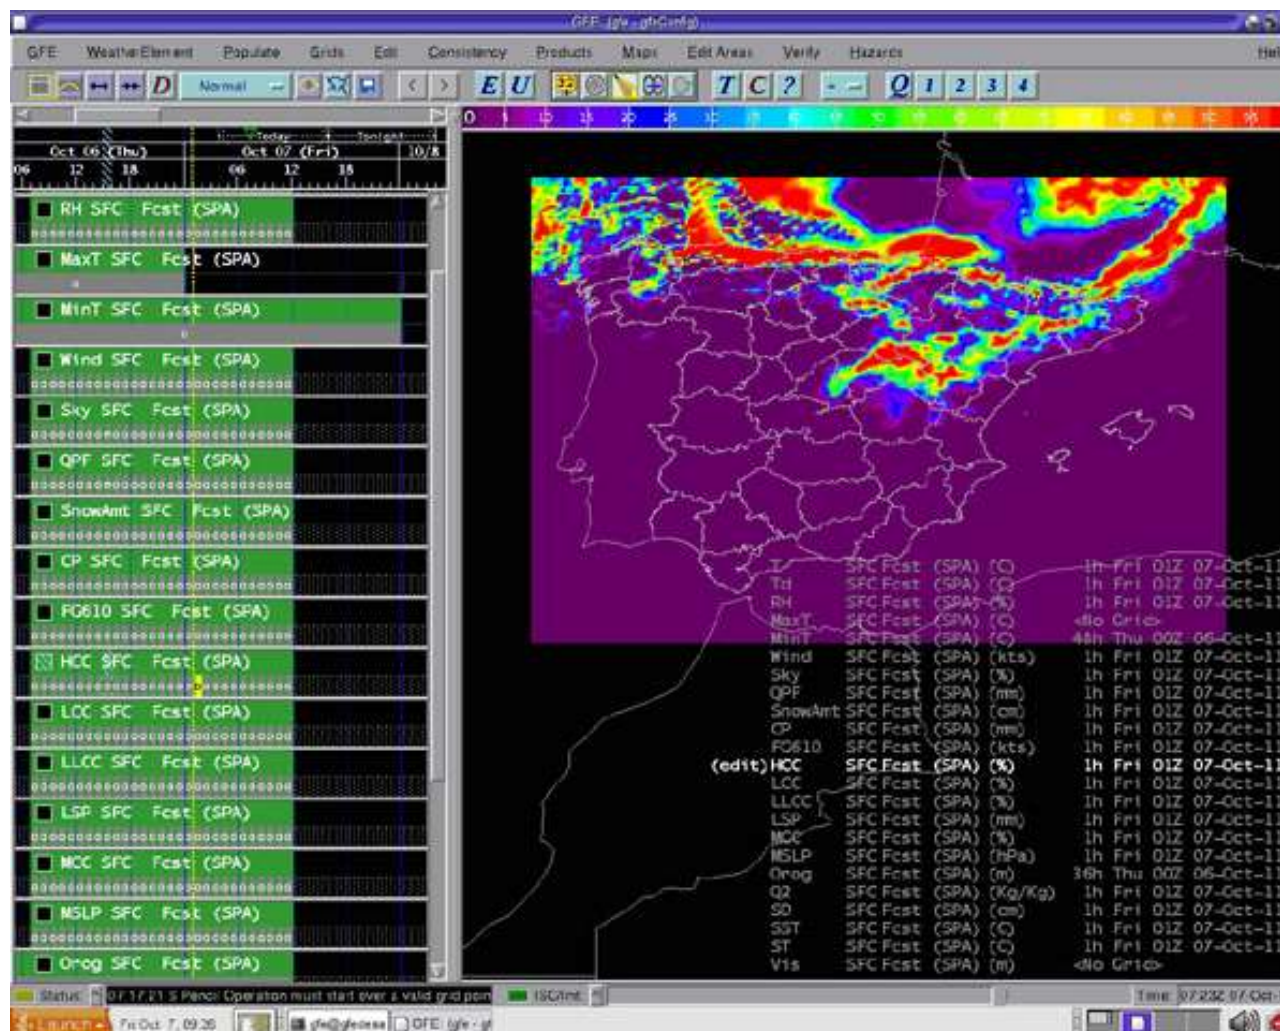 GFE: (gfe - gfeConfig)
GFE WeatherElement Populate Grids Edit Consistency Products Maps Edit Areas Verify Hazards
D Normal < > E U T C ? Q 1 2 3 4
Today Tonight
Oct 06 (Thu) Oct 07 (Fri) 10/8
06 12 18 06 12 18
RH SFC Fcst (SPA)
MaxT SFC Fcst (SPA)
MinT SFC Fcst (SPA)
Wind SFC Fcst (SPA)
Sky SFC Fcst (SPA)
QPF SFC Fcst (SPA)
SnowAmt SFC Fcst (SPA)
CP SFC Fcst (SPA)
FG610 SFC Fcst (SPA)
HCC SFC Fcst (SPA)
LCC SFC Fcst (SPA)
LLCC SFC Fcst (SPA)
LSP SFC Fcst (SPA)
MCC SFC Fcst (SPA)
MSLP SFC Fcst (SPA)
Orog SFC Fcst (SPA)
0 5 10 15 20 25 95
T SFC Fcst (SPA) (C) 1h Fri 01Z 07-Oct-11
Td SFC Fcst (SPA) (C) 1h Fri 01Z 07-Oct-11
RH SFC Fcst (SPA) (%) 1h Fri 01Z 07-Oct-11
MaxT SFC Fcst (SPA) (C) <No Grid>
MinT SFC Fcst (SPA) (C) 48h Thu 00Z 06-Oct-11
Wind SFC Fcst (SPA) (kts) 1h Fri 01Z 07-Oct-11
Sky SFC Fcst (SPA) (%) 1h Fri 01Z 07-Oct-11
QPF SFC Fcst (SPA) (mm) 1h Fri 01Z 07-Oct-11
SnowAmt SFC Fcst (SPA) (cm) 1h Fri 01Z 07-Oct-11
CP SFC Fcst (SPA) (mm) 1h Fri 01Z 07-Oct-11
FG610 SFC Fcst (SPA) (kts) 1h Fri 01Z 07-Oct-11
(edit) HCC SFC Fcst (SPA) (%) 1h Fri 01Z 07-Oct-11
LCC SFC Fcst (SPA) (%) 1h Fri 01Z 07-Oct-11
LLCC SFC Fcst (SPA) (%) 1h Fri 01Z 07-Oct-11
LSP SFC Fcst (SPA) (mm) 1h Fri 01Z 07-Oct-11
MCC SFC Fcst (SPA) (%) 1h Fri 01Z 07-Oct-11
MSLP SFC Fcst (SPA) (hPa) 1h Fri 01Z 07-Oct-11
Orog SFC Fcst (SPA) (m) 36h Thu 00Z 06-Oct-11
Q2 SFC Fcst (SPA) (Kg/Kg) 1h Fri 01Z 07-Oct-11
SD SFC Fcst (SPA) (cm) 1h Fri 01Z 07-Oct-11
SST SFC Fcst (SPA) (C) 1h Fri 01Z 07-Oct-11
ST SFC Fcst (SPA) (C) 1h Fri 01Z 07-Oct-11
Vis SFC Fcst (SPA) (m) <No Grid>
Status: 07:17:21 S Pencil Operation must start over a valid grid poin ISC/Int: Time: 07:23Z 07-Oct-
Launch Fri Oct 7, 09:26 GFE: (gfe - gf